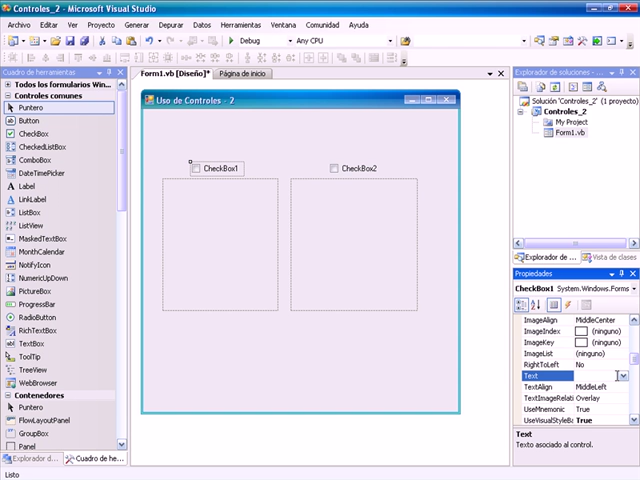 Controles_2 - Microsoft Visual Studio
Archivo Editar Ver Proyecto Generar Depurar Datos Herramientas Ventana Comunidad Ayuda
Debug Any CPU
Cuadro de herramientas
Todos los formularios Win...
Controles comunes
Puntero
Button
CheckBox
CheckedListBox
ComboBox
DateTimePicker
Label
LinkLabel
ListBox
ListView
MaskedTextBox
MonthCalendar
NotifyIcon
NumericUpDown
PictureBox
ProgressBar
RadioButton
RichTextBox
TextBox
ToolTip
TreeView
WebBrowser
Contenedores
Puntero
FlowLayoutPanel
GroupBox
Panel
Explorador d...
Cuadro de he...
Form1.vb [Diseño]* Página de inicio
Uso de Controles - 2
CheckBox1 CheckBox2
Explorador de soluciones - ...
Solución 'Controles_2' (1 proyecto)
Controles_2
My Project
Form1.vb
Explorador de ... Vista de clases
Propiedades
CheckBox1 System.Windows.Forms
ImageAlign MiddleCenter
ImageIndex (ninguno)
ImageKey (ninguno)
ImageList (ninguno)
RightToLeft No
Text
TextAlign MiddleLeft
TextImageRelati Overlay
UseMnemonic True
UseVisualStyleBa True
Text
Texto asociado al control.
Listo